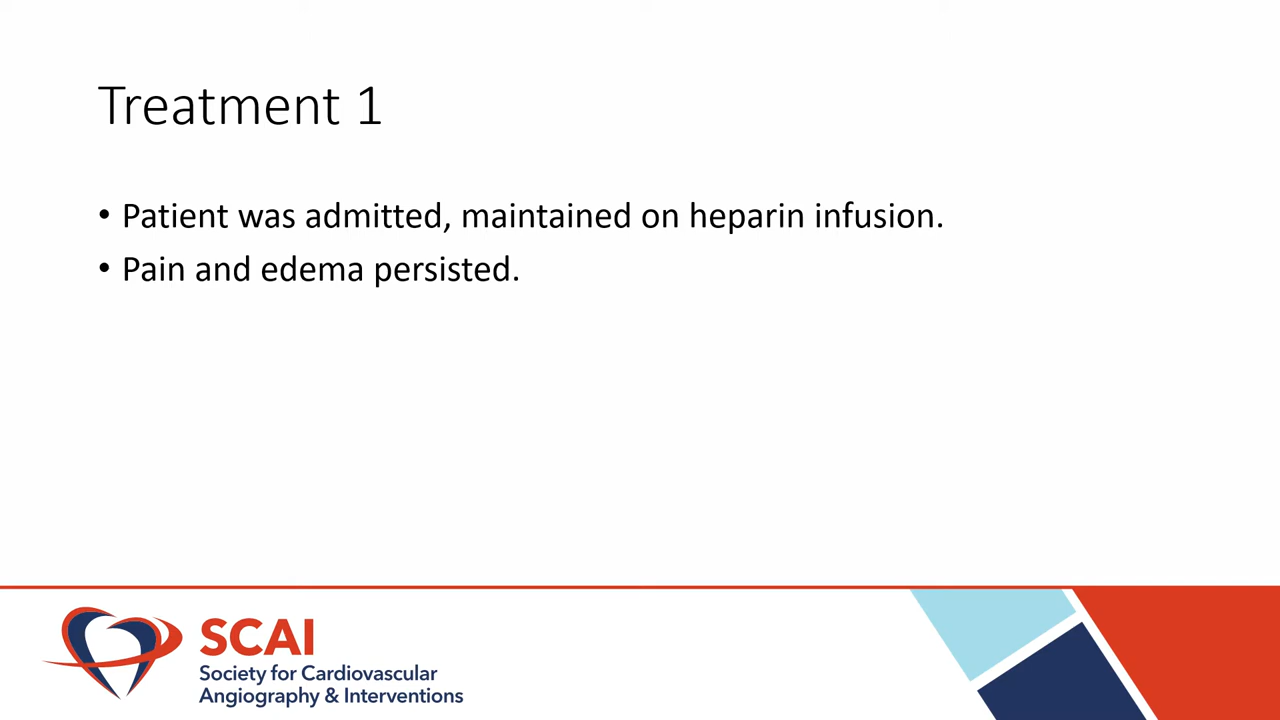 Treatment 1
• Patient was admitted, maintained on heparin infusion.
• Pain and edema persisted.
SCAI
Society for Cardiovascular
Angiography & Interventions